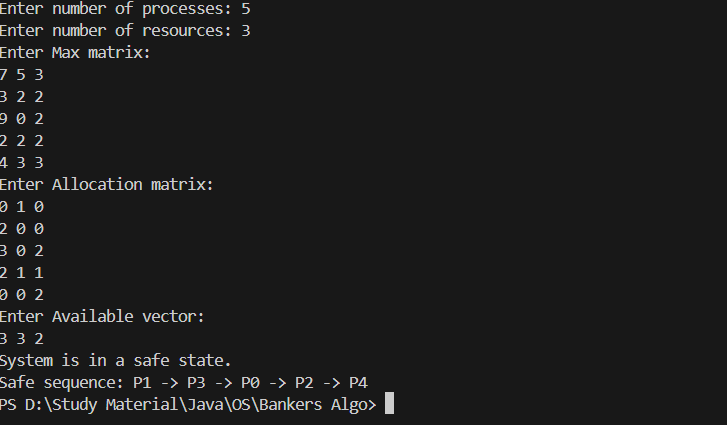 Enter number of processes: 5
Enter number of resources: 3
Enter Max matrix:
7 5 3
3 2 2
9 0 2
2 2 2
4 3 3
Enter Allocation matrix:
0 1 0
2 0 0
3 0 2
2 1 1
0 0 2
Enter Available vector:
3 3 2
System is in a safe state.
Safe sequence: P1 -> P3 -> P0 -> P2 -> P4
PS D:\Study Material\Java\OS\Bankers Algo>